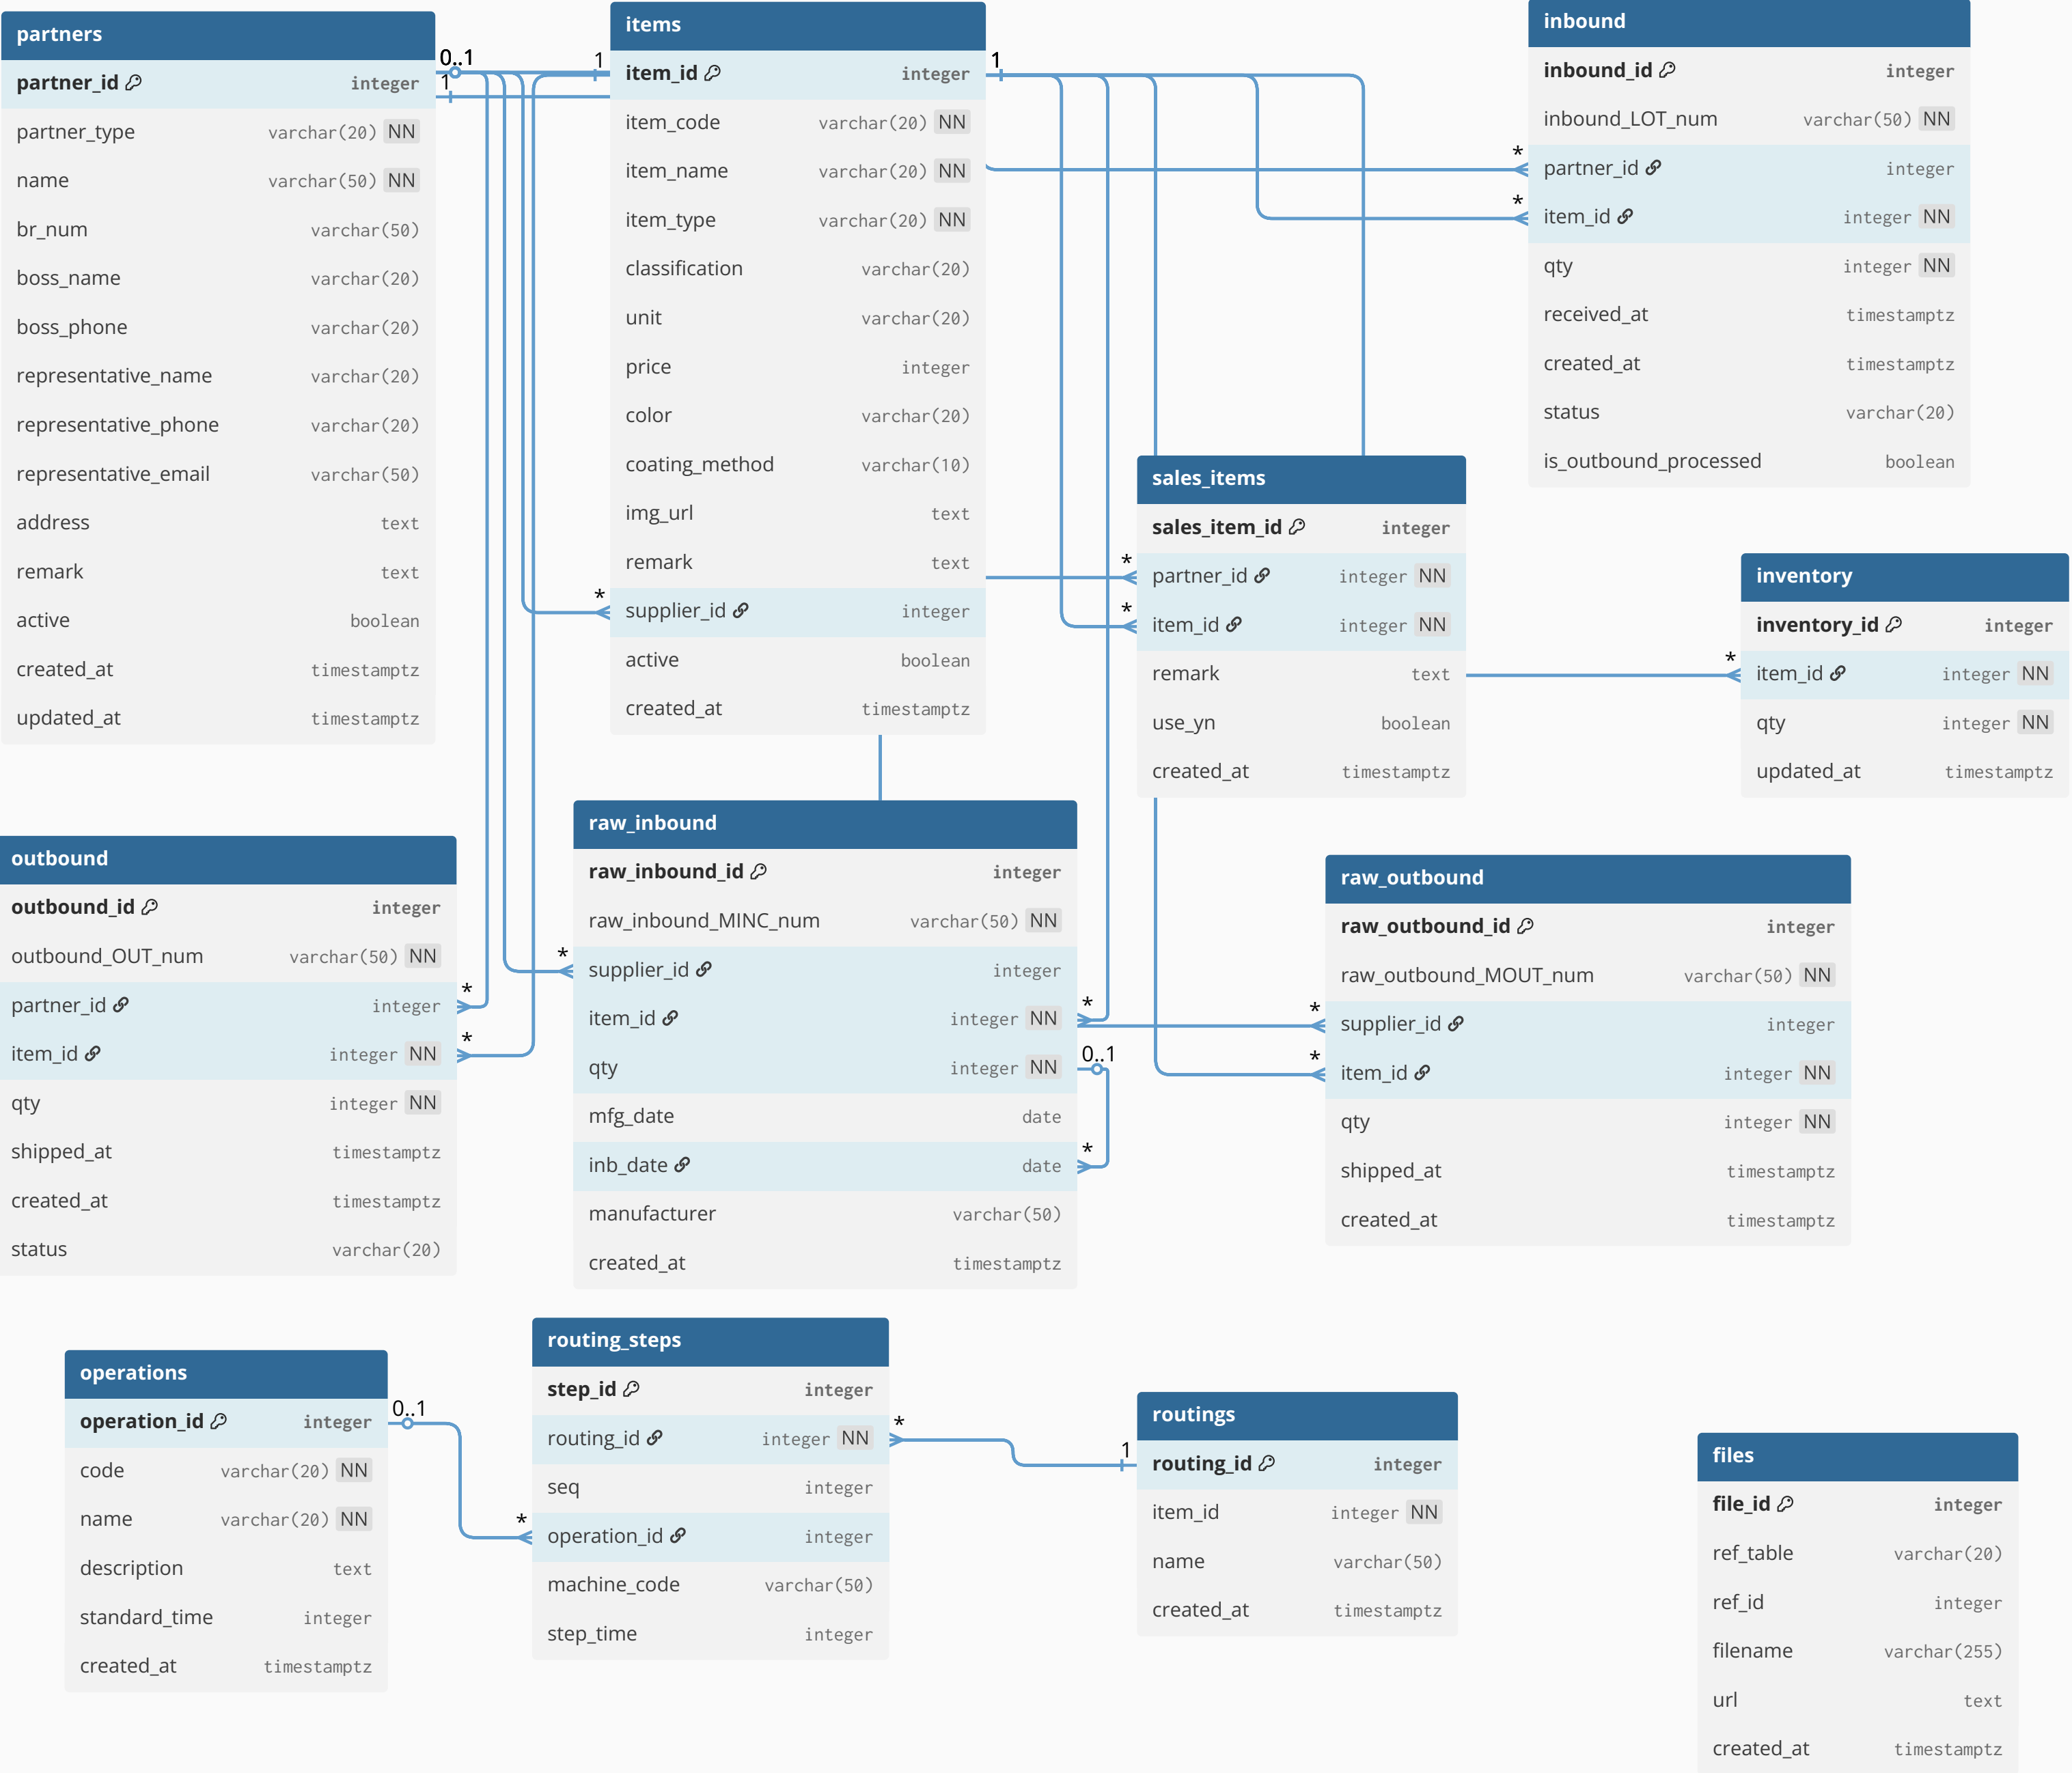 partners
partner_id integer
partner_type varchar(20) NN
name varchar(50) NN
br_num varchar(50)
boss_name varchar(20)
boss_phone varchar(20)
representative_name varchar(20)
representative_phone varchar(20)
representative_email varchar(50)
address text
remark text
active boolean
created_at timestamptz
updated_at timestamptz
0..1
1
1
items
item_id integer
item_code varchar(20) NN
item_name varchar(20) NN
item_type varchar(20) NN
classification varchar(20)
unit varchar(20)
price integer
color varchar(20)
coating_method varchar(10)
img_url text
remark text
* supplier_id integer
active boolean
created_at timestamptz
1
inbound
inbound_id integer
inbound_LOT_num varchar(50) NN
* partner_id integer
* item_id integer NN
qty integer NN
received_at timestamptz
created_at timestamptz
status varchar(20)
is_outbound_processed boolean
sales_items
sales_item_id integer
* partner_id integer NN
* item_id integer NN
remark text
use_yn boolean
created_at timestamptz
inventory
inventory_id integer
* item_id integer NN
qty integer NN
updated_at timestamptz
outbound
outbound_id integer
outbound_OUT_num varchar(50) NN
partner_id integer *
item_id integer NN *
qty integer NN
shipped_at timestamptz
created_at timestamptz
status varchar(20)
raw_inbound
raw_inbound_id integer
raw_inbound_MINC_num varchar(50) NN
* supplier_id integer
item_id integer NN *
qty integer NN 0..1
mfg_date date
inb_date date *
manufacturer varchar(50)
created_at timestamptz
raw_outbound
raw_outbound_id integer
raw_outbound_MOUT_num varchar(50) NN
* supplier_id integer
* item_id integer NN
qty integer NN
shipped_at timestamptz
created_at timestamptz
operations
operation_id integer 0..1
code varchar(20) NN
name varchar(20) NN
description text
standard_time integer
created_at timestamptz
routing_steps
step_id integer
routing_id integer NN *
seq integer
* operation_id integer
machine_code varchar(50)
step_time integer
routings
1 routing_id integer
item_id integer NN
name varchar(50)
created_at timestamptz
files
file_id integer
ref_table varchar(20)
ref_id integer
filename varchar(255)
url text
created_at timestamptz